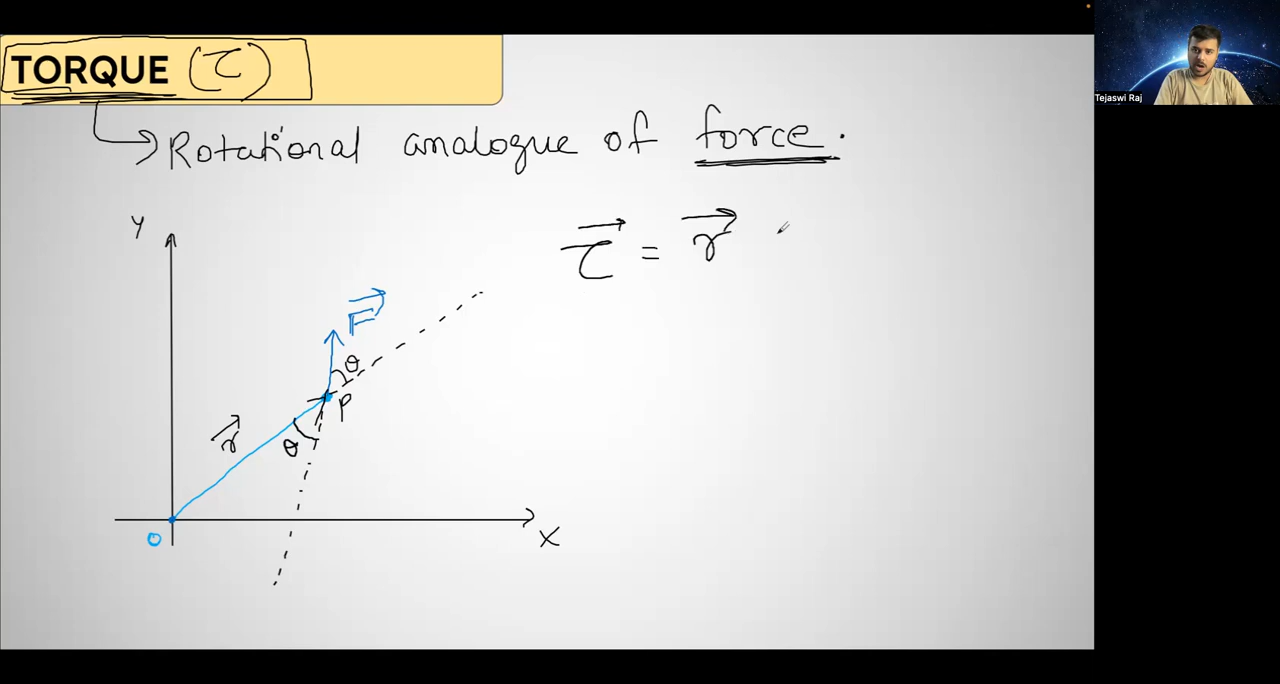 TORQUE (τ)
Tejaswi Raj
Rotational analogue of force.
Y
τ = r
F
θ
P
r
θ
O
X